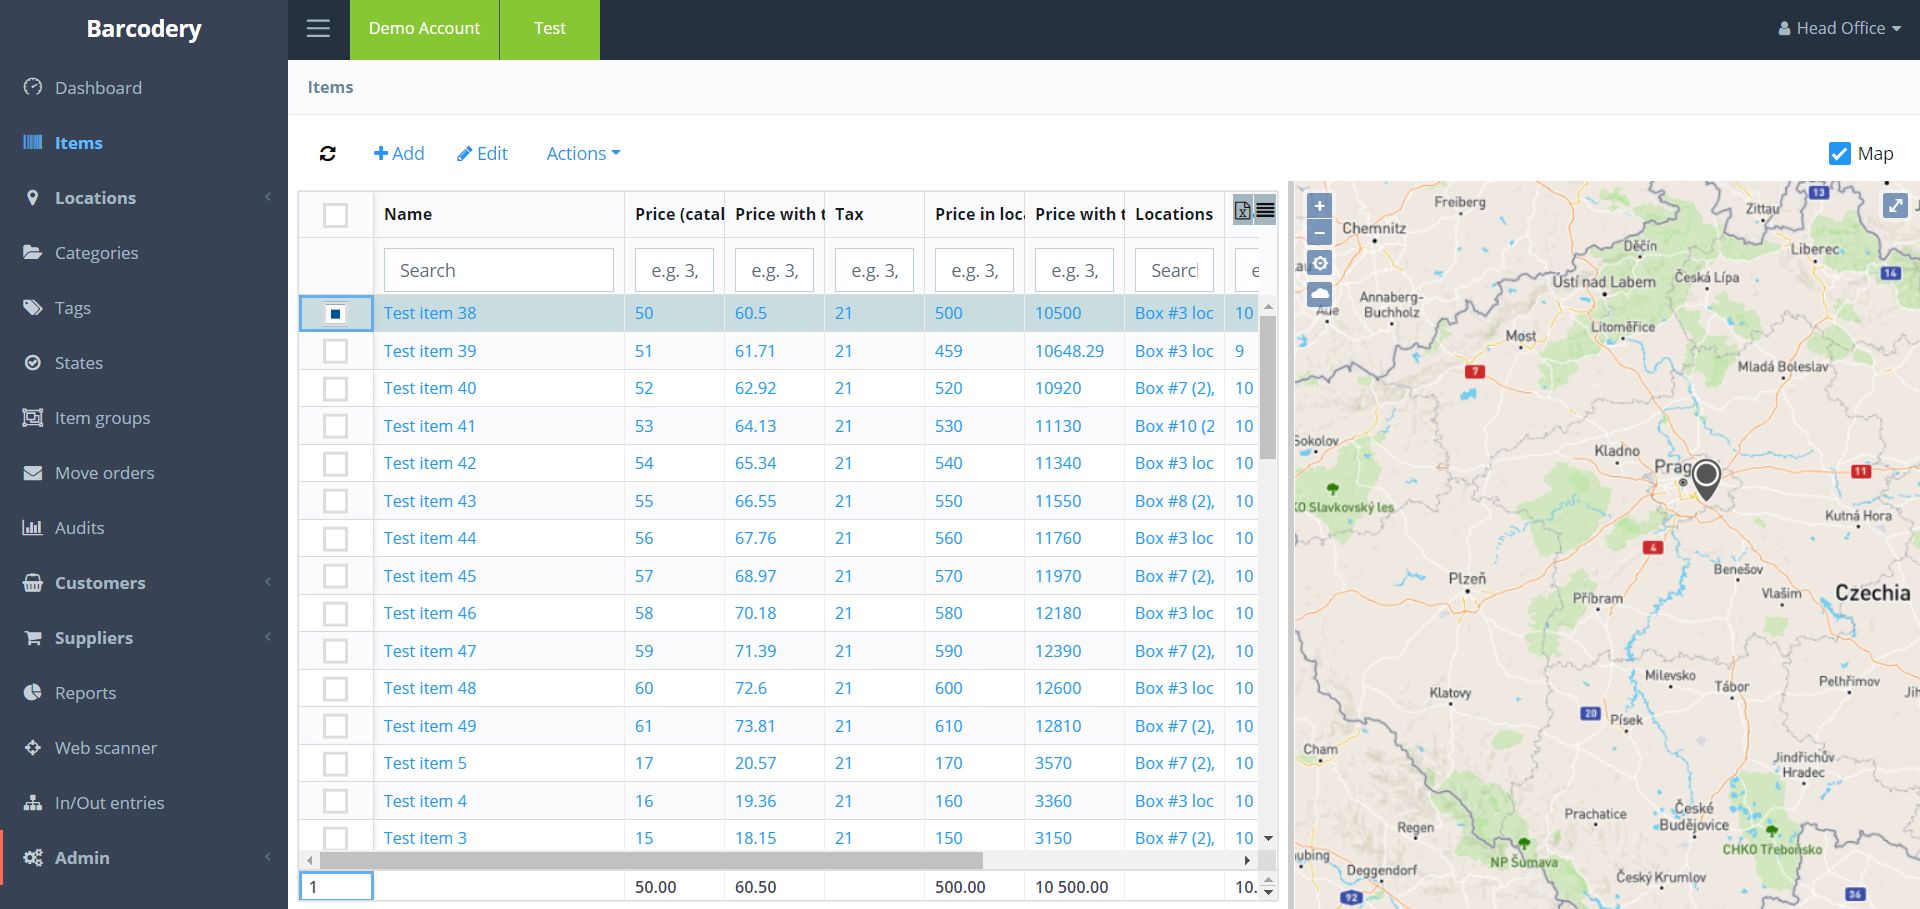 Barcodery
Demo Account
Test
Head Office
Dashboard
Items
Locations
Categories
Tags
States
Item groups
Move orders
Audits
Customers
Suppliers
Reports
Web scanner
In/Out entries
Admin
Items
Add Edit Actions
Map
Name Price (catal Price with t Tax Price in loc Price with t Locations
Search e.g. 3, e.g. 3, e.g. 3, e.g. 3, e.g. 3, Search e
Test item 38 50 60.5 21 500 10500 Box #3 loc 10
Test item 39 51 61.71 21 459 10648.29 Box #3 loc 9
Test item 40 52 62.92 21 520 10920 Box #7 (2), 10
Test item 41 53 64.13 21 530 11130 Box #10 (2 10
Test item 42 54 65.34 21 540 11340 Box #3 loc 10
Test item 43 55 66.55 21 550 11550 Box #8 (2), 10
Test item 44 56 67.76 21 560 11760 Box #3 loc 10
Test item 45 57 68.97 21 570 11970 Box #7 (2), 10
Test item 46 58 70.18 21 580 12180 Box #3 loc 10
Test item 47 59 71.39 21 590 12390 Box #7 (2), 10
Test item 48 60 72.6 21 600 12600 Box #3 loc 10
Test item 49 61 73.81 21 610 12810 Box #7 (2), 10
Test item 5 17 20.57 21 170 3570 Box #7 (2), 10
Test item 4 16 19.36 21 160 3360 Box #3 loc 10
Test item 3 15 18.15 21 150 3150 Box #7 (2), 10
1 50.00 60.50 500.00 10 500.00 10.
13
Freiberg
Zittau
Chemnitz
Děčín
Liberec
14
Ústí nad Labem
Česká Lípa
Annaberg-
Buchholz
Aue
Litoměřice
Most
Mladá Boleslav
7
Sokolov
Kladno
Prag
11
KO Slavkovský les
Kutná Hora
4
Benešov
Plzeň
Vlašim
Czechia
Příbram
Milevsko
Tábor
Pelhřimov
Jih
Klatovy
20
Písek
Cham
Jindřichův
Hradec
Prachatice
České
Budějovice
Regen
CHKO Třeboňsko
ubing
NP Šumava
Deggendorf
Český Krumlov
92
36